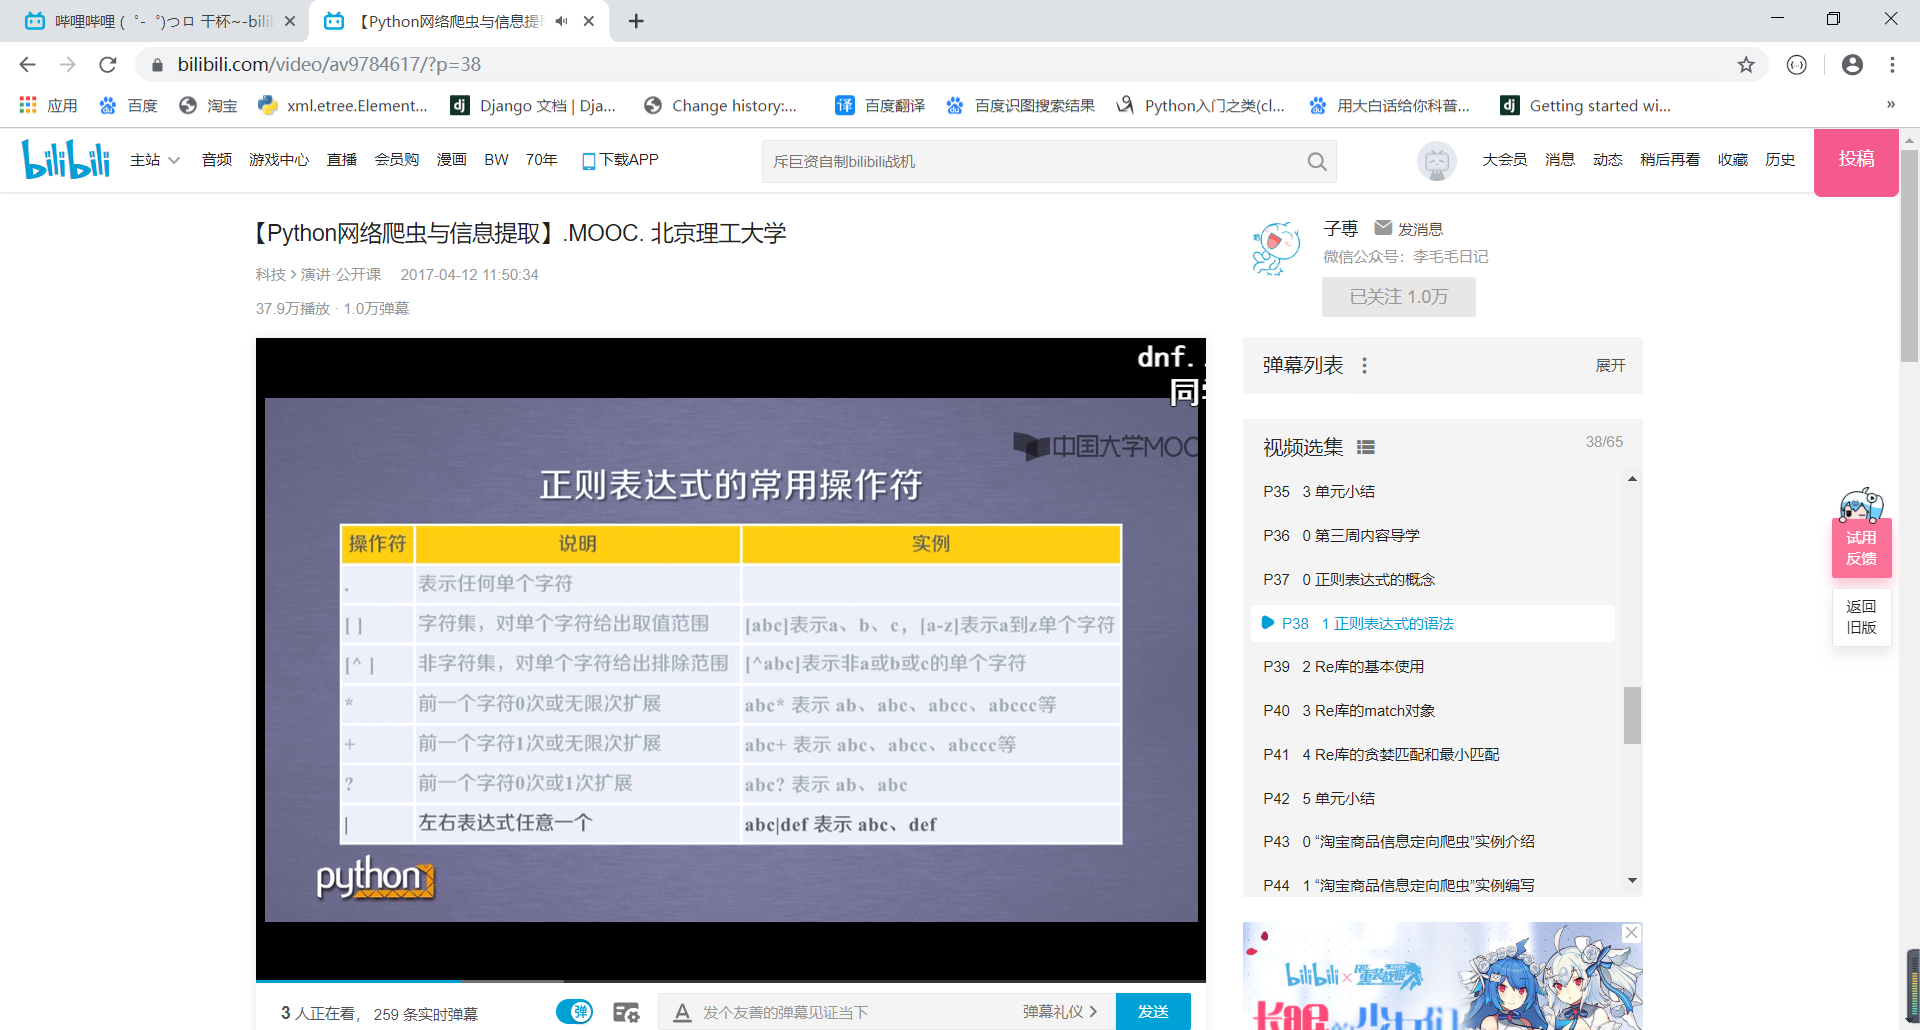 哔哩哔哩 (゜-゜)つロ 干杯~-bili
【Python网络爬虫与信息提
bilibili.com/video/av9784617/?p=38
应用 百度 淘宝 xml.etree.Element... Django 文档 | Dja... Change history:... 百度翻译 百度识图搜索结果 Python入门之类(cl... 用大白话给你科普... Getting started wi... »
bilibili 主站 音频 游戏中心 直播 会员购 漫画 BW 70年 下载APP
斥巨资自制bilibili战机
大会员 消息 动态 稍后再看 收藏 历史 投稿
【Python网络爬虫与信息提取】.MOOC. 北京理工大学
科技 > 演讲·公开课 2017-04-12 11:50:34
37.9万播放 · 1.0万弹幕
子尃 发消息
微信公众号：李毛毛日记
已关注 1.0万
dnf.
同
中国大学MOO
正则表达式的常用操作符
操作符 说明 实例
. 表示任何单个字符
[ ] 字符集，对单个字符给出取值范围 [abc]表示a、b、c，[a-z]表示a到z单个字符
[^ ] 非字符集，对单个字符给出排除范围 [^abc]表示非a或b或c的单个字符
* 前一个字符0次或无限次扩展 abc* 表示 ab、abc、abcc、abccc等
+ 前一个字符1次或无限次扩展 abc+ 表示 abc、abcc、abccc等
? 前一个字符0次或1次扩展 abc? 表示 ab、abc
| 左右表达式任意一个 abc|def 表示 abc、def
python
3 人正在看， 259 条实时弹幕
弹
发个友善的弹幕见证当下
弹幕礼仪 >
发送
弹幕列表
展开
视频选集
38/65
P35 3 单元小结
P36 0 第三周内容导学
P37 0 正则表达式的概念
P38 1 正则表达式的语法
P39 2 Re库的基本使用
P40 3 Re库的match对象
P41 4 Re库的贪婪匹配和最小匹配
P42 5 单元小结
P43 0 “淘宝商品信息定向爬虫”实例介绍
P44 1 “淘宝商品信息定向爬虫”实例编写
试用
反馈
返回
旧版
bilibili ×